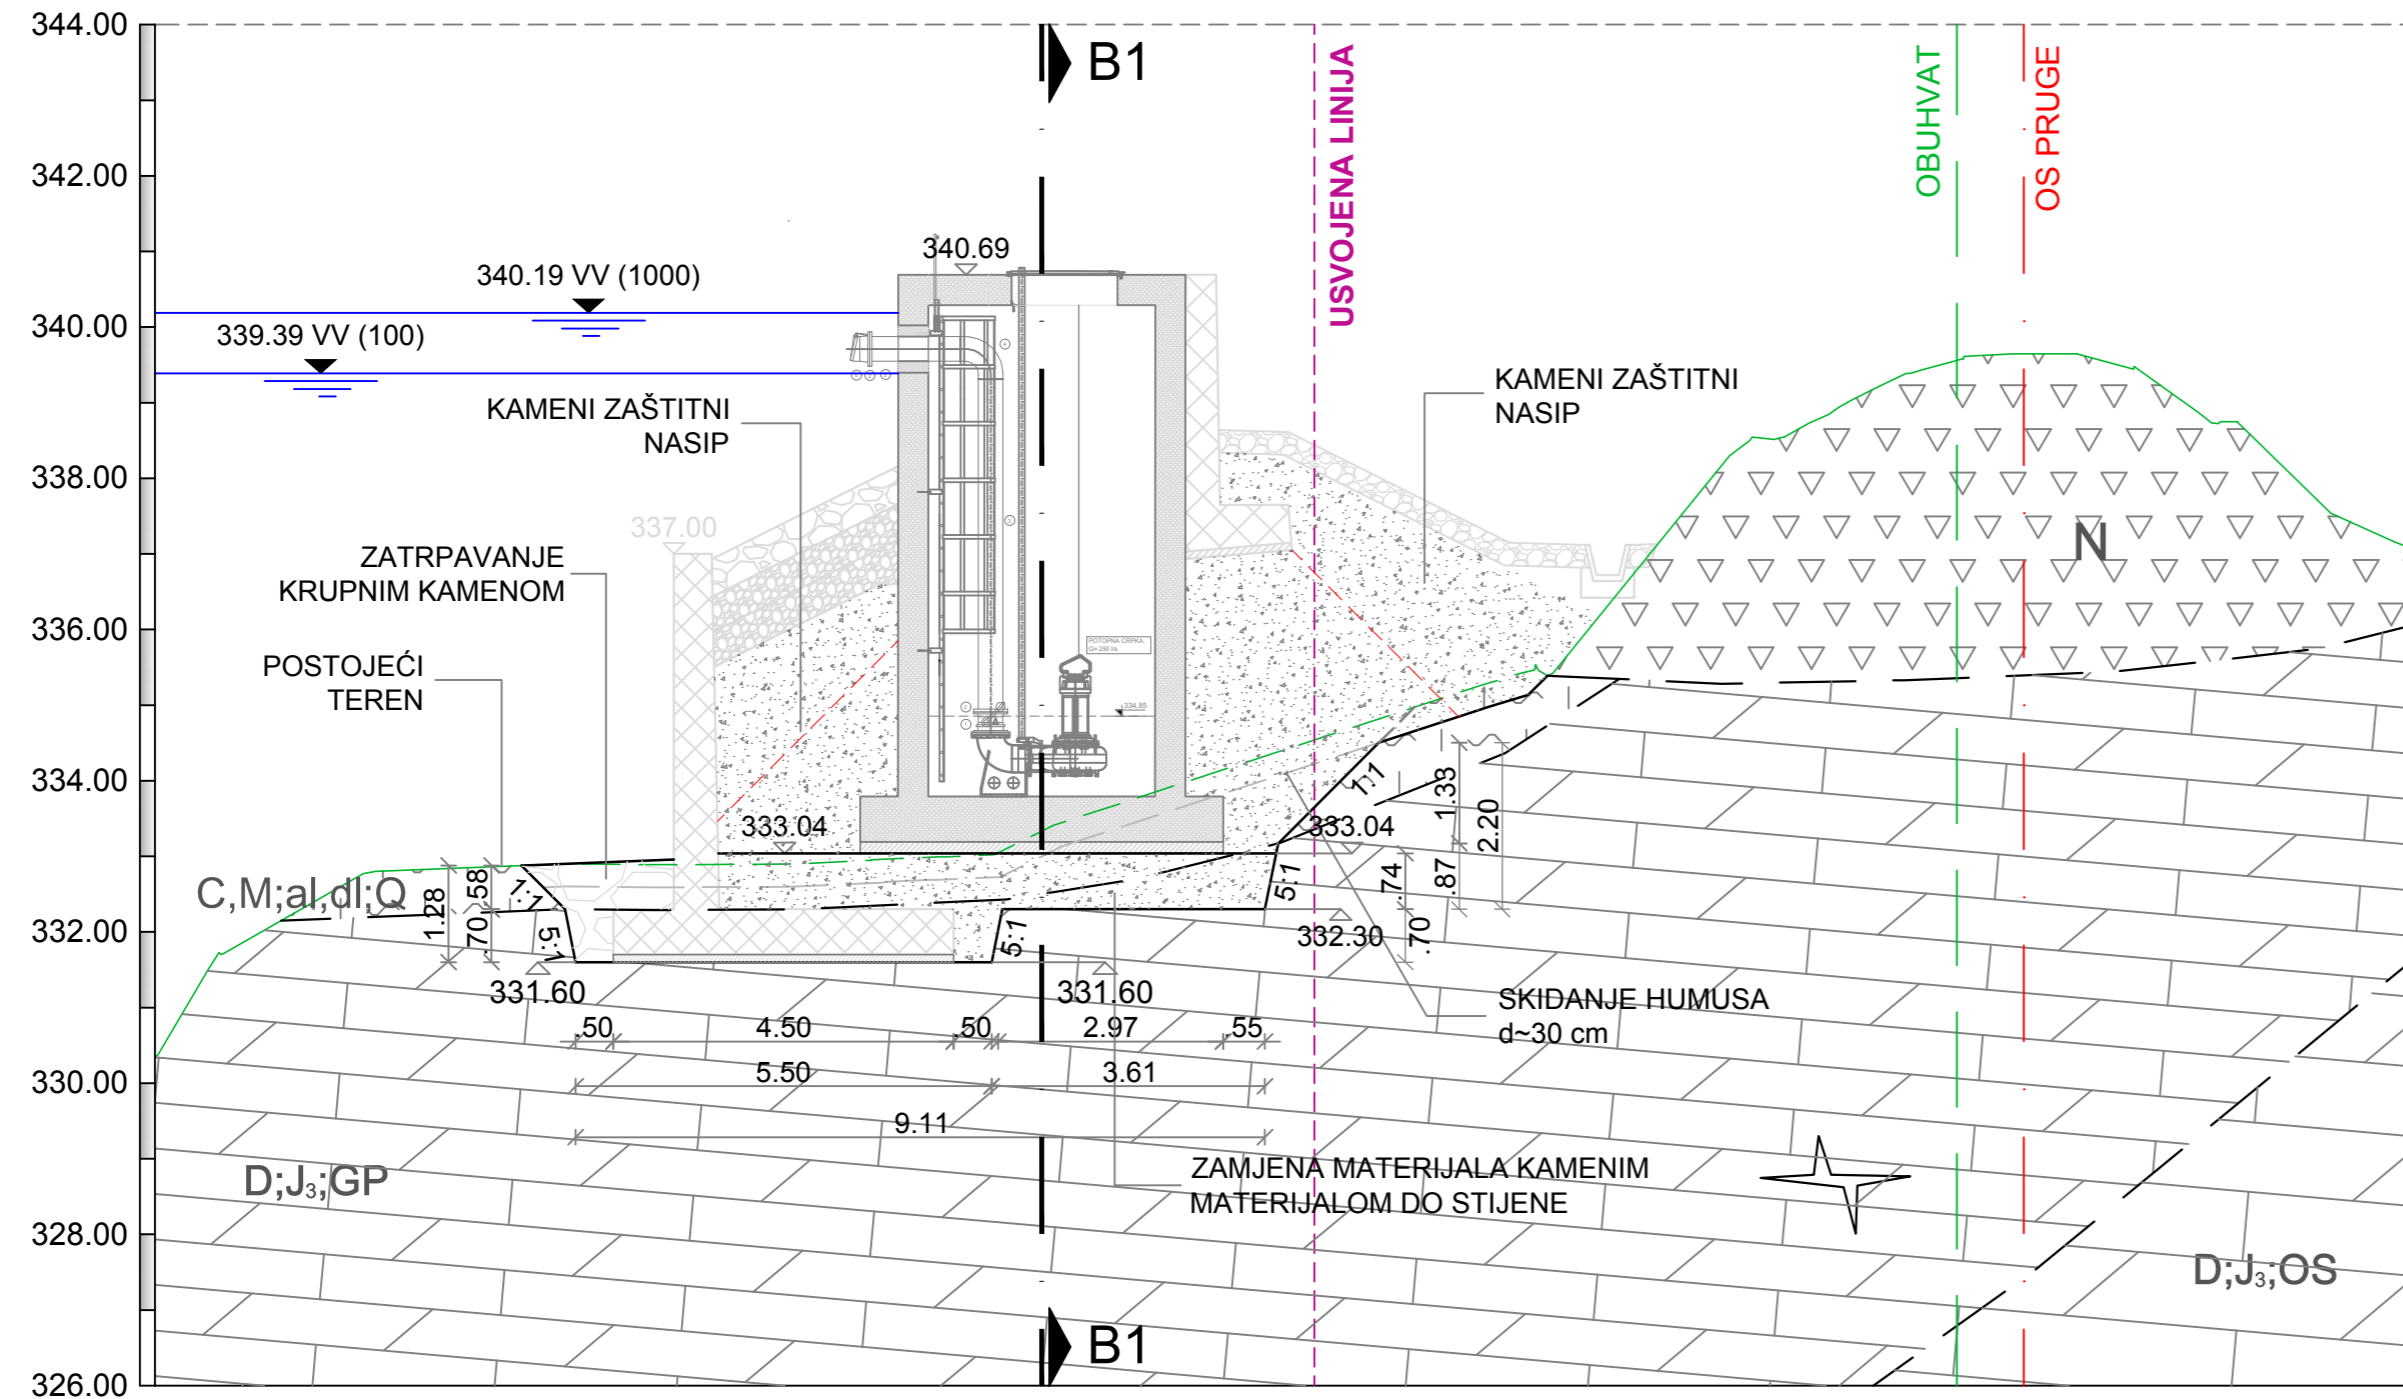 344.00
342.00
340.00
338.00
336.00
334.00
332.00
330.00
328.00
326.00
B1
USVOJENA LINIJA
OBUHVAT
OS PRUGE
340.69
340.19 VV (1000)
339.39 VV (100)
KAMENI ZAŠTITNI
NASIP
KAMENI ZAŠTITNI
NASIP
337.00
ZATRPAVANJE
KRUPNIM KAMENOM
POSTOJEĆI
TEREN
N
POTOPNA CRPKA,
Q= 250 l/s
334.85
333.04
333.04
1:1
1.33
2.20
.87
.74
.70
C,M;al,dl;Q
1.28
.58
.70
1:1
5:1
5:1
5:1
332.30
331.60
331.60
.50
4.50
.50
2.97
.55
5.50
3.61
9.11
SKIDANJE HUMUSA
d~30 cm
ZAMJENA MATERIJALA KAMENIM
MATERIJALOM DO STIJENE
D;J₃;GP
D;J₃;OS
B1